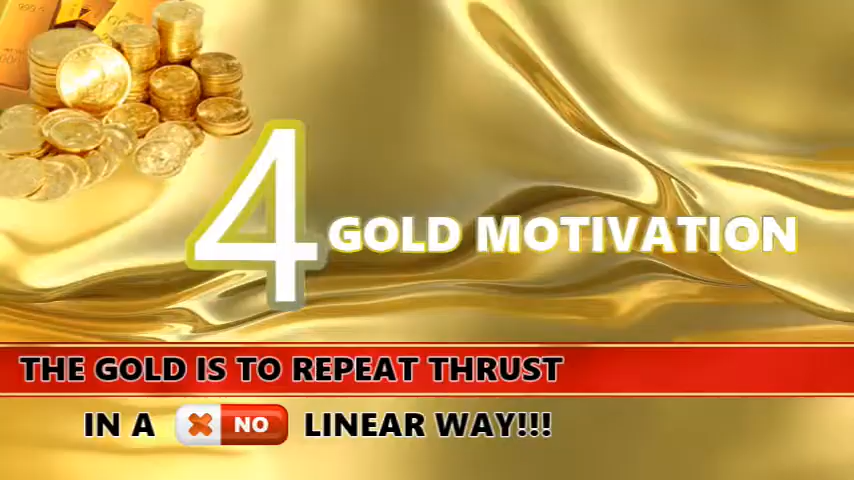 4 GOLD MOTIVATION
THE GOLD IS TO REPEAT THRUST
IN A NO LINEAR WAY!!!